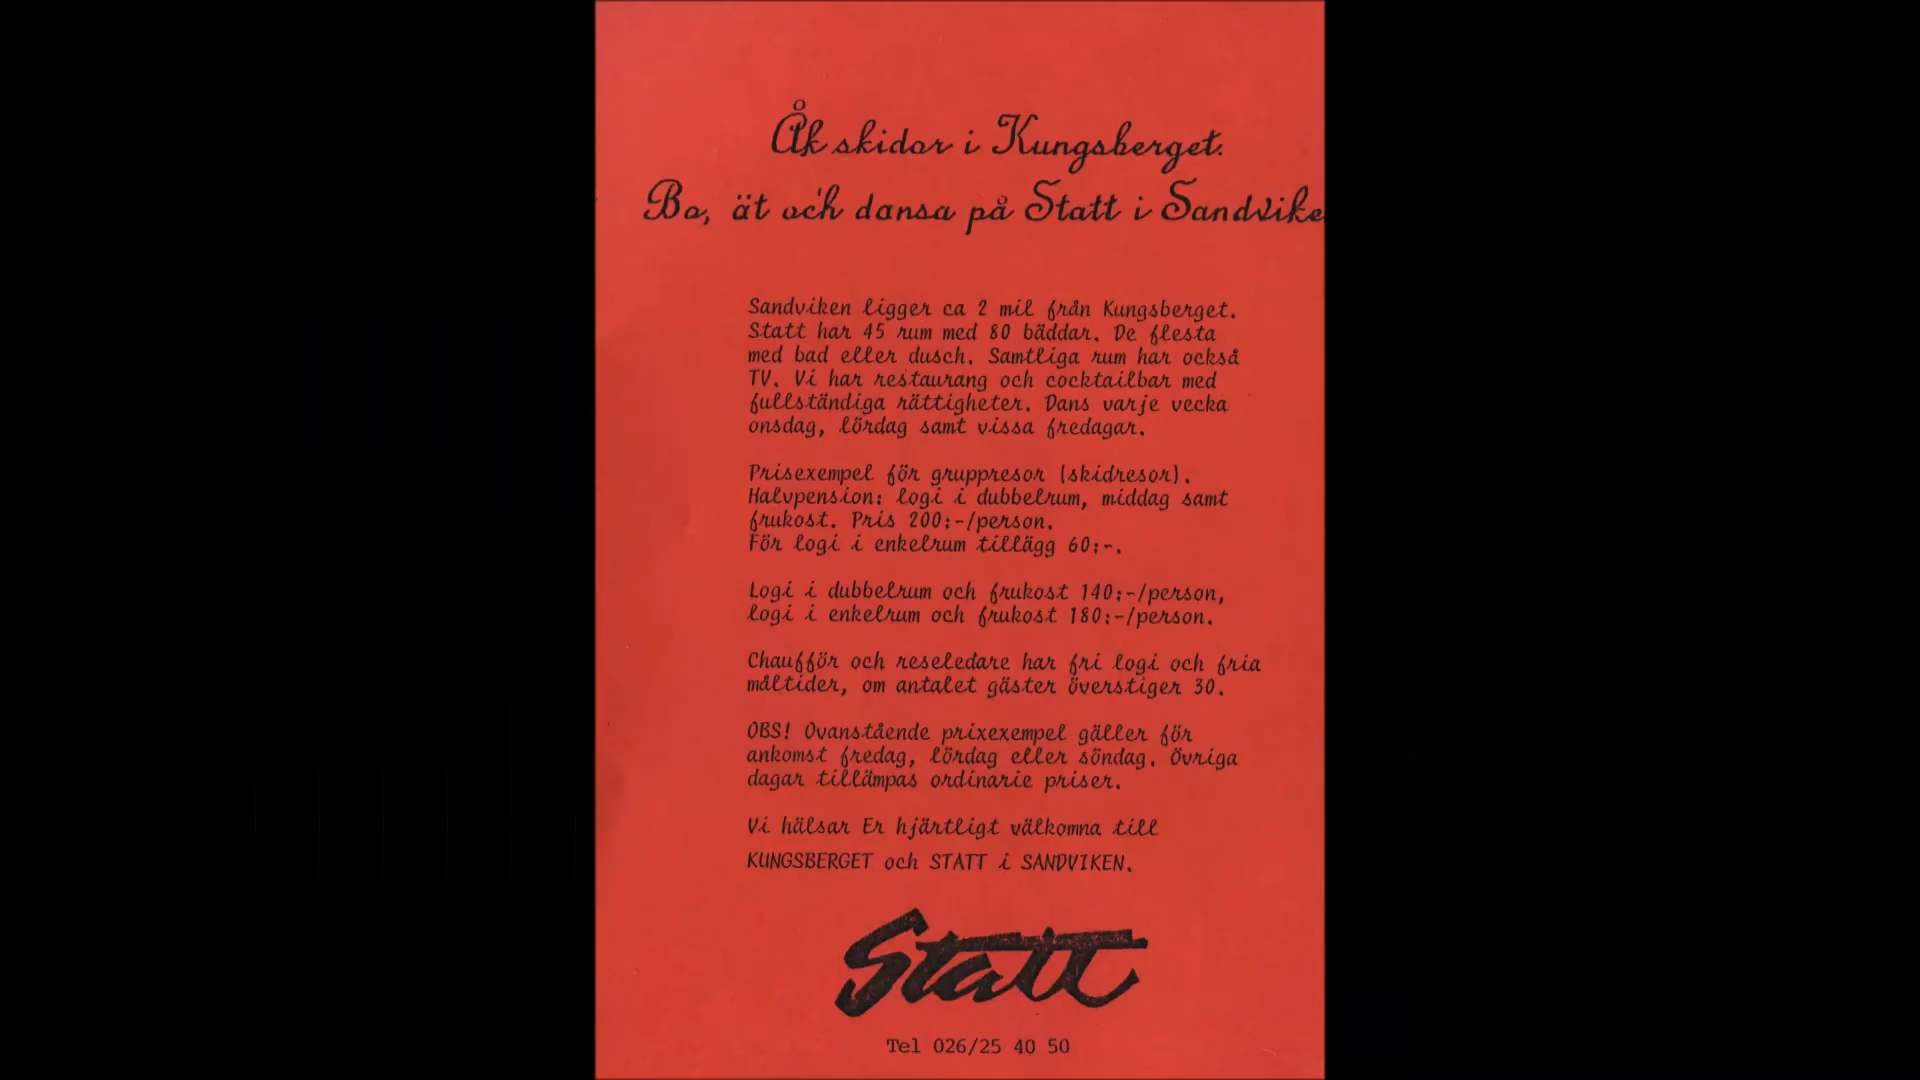 Åk skidor i Kungsberget.
Bo, ät och dansa på Statt i Sandvike
Sandviken ligger ca 2 mil från Kungsberget.
Statt har 45 rum med 80 bäddar. De flesta
med bad eller dusch. Samtliga rum har också
TV. Vi har restaurang och cocktailbar med
fullständiga rättigheter. Dans varje vecka
onsdag, lördag samt vissa fredagar.
Prisexempel för gruppresor (skidresor).
Halvpension: logi i dubbelrum, middag samt
frukost. Pris 200:-/person.
För logi i enkelrum tillägg 60:-.
Logi i dubbelrum och frukost 140:-/person,
logi i enkelrum och frukost 180:-/person.
Chaufför och reseledare har fri logi och fria
måltider, om antalet gäster överstiger 30.
OBS! Ovanstående prixexempel gäller för
ankomst fredag, lördag eller söndag. Övriga
dagar tillämpas ordinarie priser.
Vi hälsar Er hjärtligt välkomna till
KUNGSBERGET och STATT i SANDVIKEN.
Statt
Tel 026/25 40 50